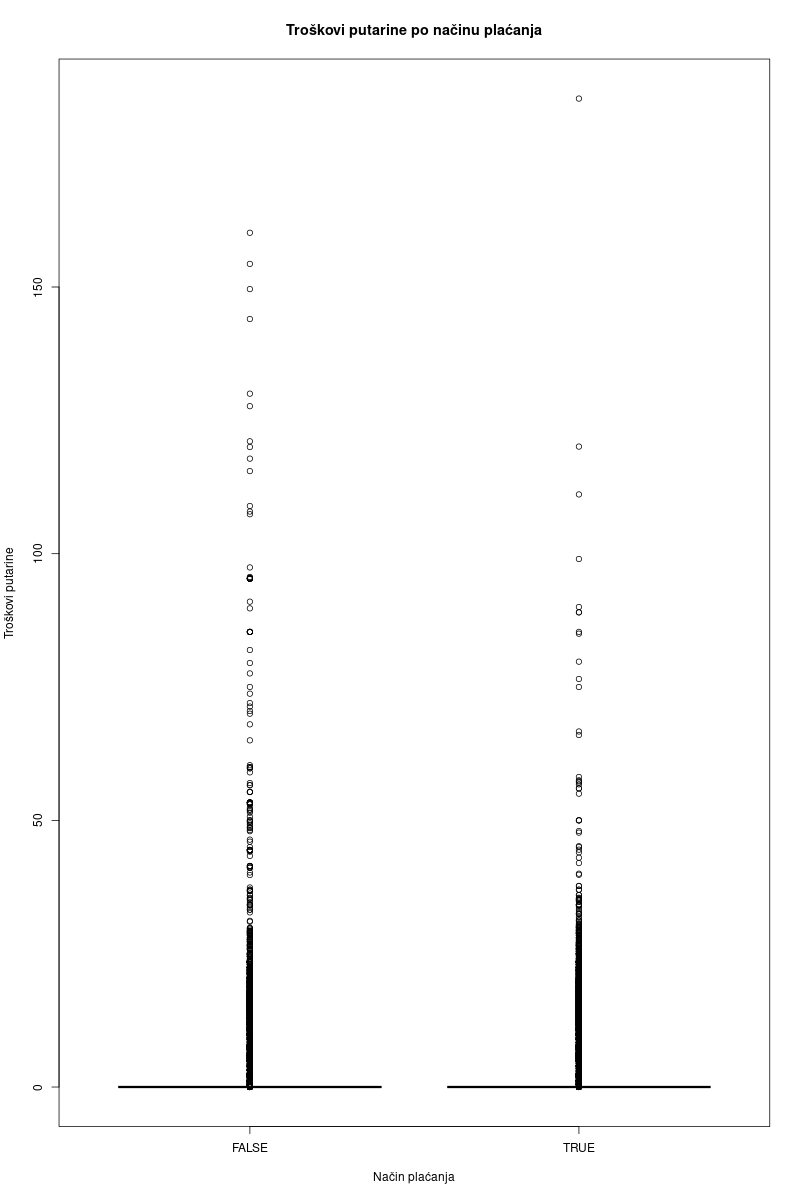 Troškovi putarine po načinu plaćanja
Troškovi putarine
150
100
50
0
FALSE
TRUE
Način plaćanja